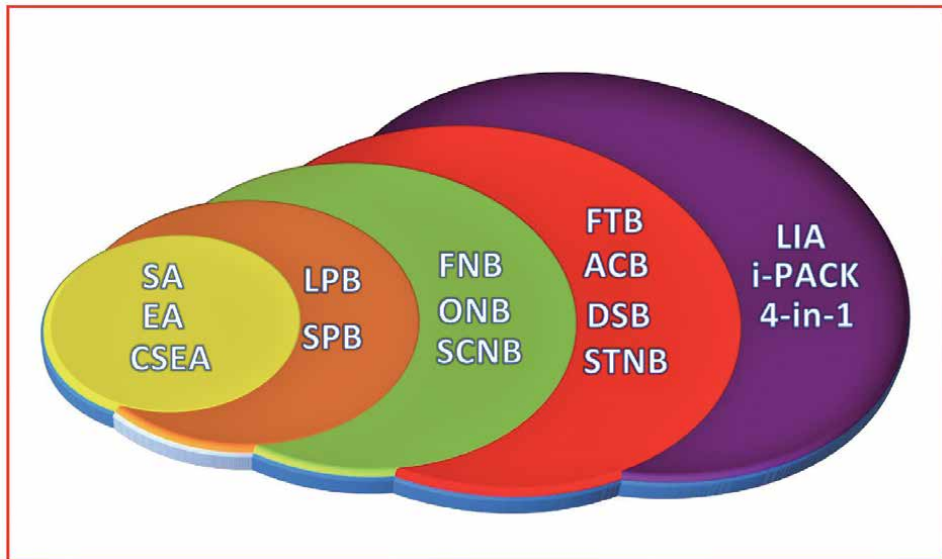 SA
EA
CSEA
LPB
SPB
FNB
ONB
SCNB
FTB
ACB
DSB
STNB
LIA
i-PACK
4-in-1